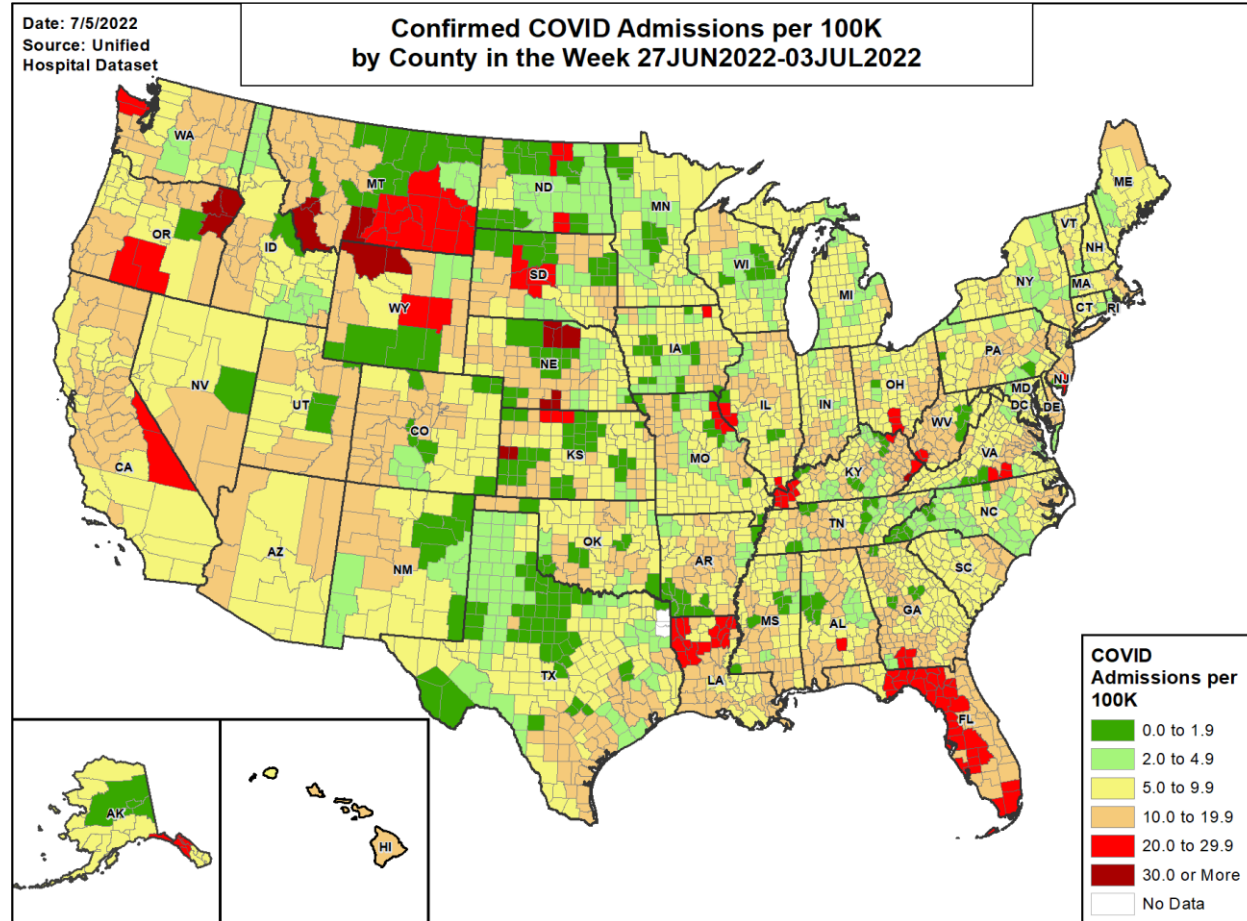 Date: 7/5/2022
Source: Unified
Hospital Dataset
Confirmed COVID Admissions per 100K
by County in the Week 27JUN2022-03JUL2022
WA
MT
ND
MN
ME
VT
NH
OR
ID
SD
WI
MI
NY
MA
CT
RI
WY
IA
NE
PA
NJ
NV
UT
CO
IL
IN
OH
MD
DC
DE
WV
CA
KS
MO
KY
VA
AZ
NM
OK
AR
TN
NC
SC
MS
AL
GA
TX
LA
FL
AK
HI
COVID
Admissions per
100K
0.0 to 1.9
2.0 to 4.9
5.0 to 9.9
10.0 to 19.9
20.0 to 29.9
30.0 or More
No Data